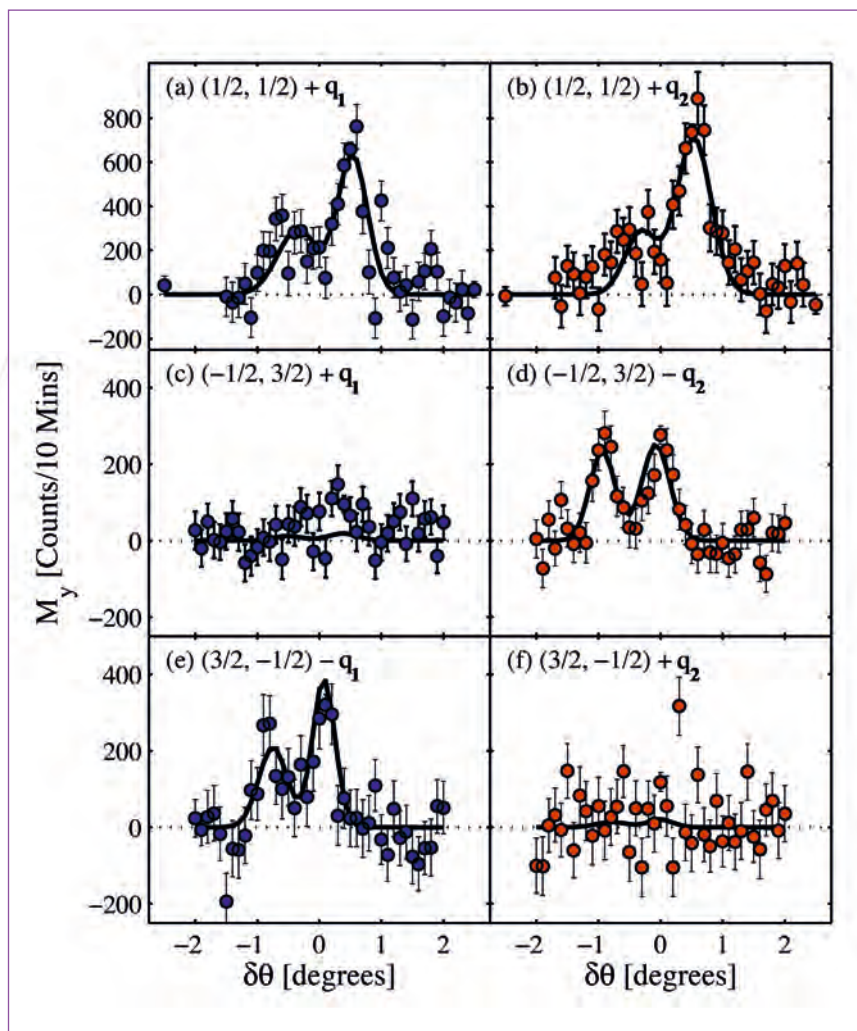 (a) (1/2, 1/2) + q1
(b) (1/2, 1/2) + q2
800
600
400
200
0
−200
(c) (−1/2, 3/2) + q1
(d) (−1/2, 3/2) − q2
400
200
0
−200
My [Counts/10 Mins]
(e) (3/2, −1/2) − q1
(f) (3/2, −1/2) + q2
400
200
0
−200
−2 −1 0 1 2
−2 −1 0 1 2
δθ [degrees]
δθ [degrees]